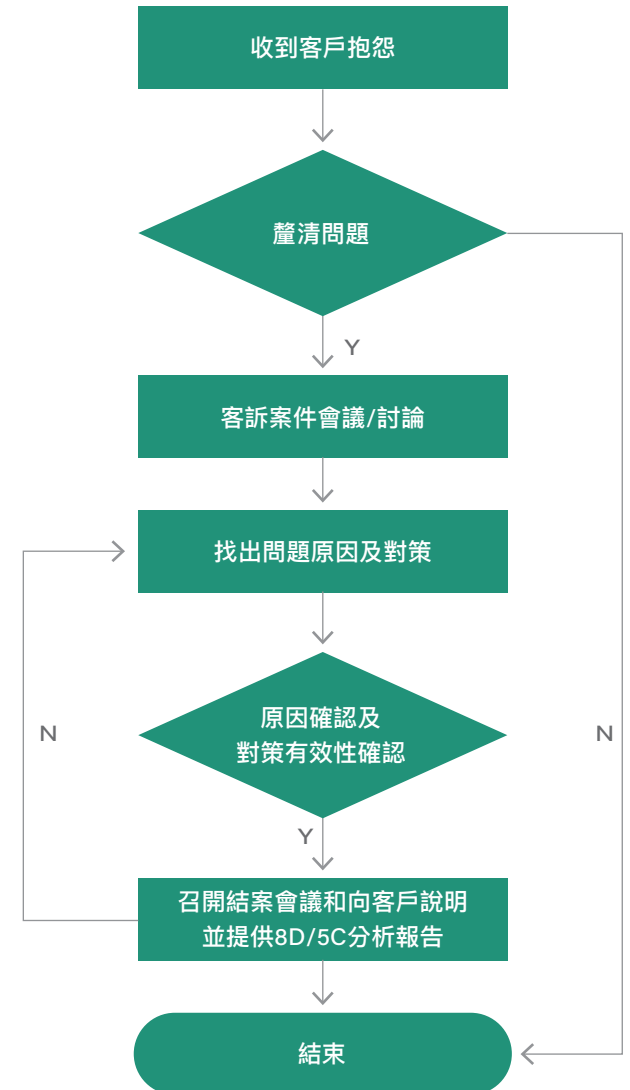 收到客戶抱怨
釐清問題
Y
客訴案件會議/討論
找出問題原因及對策
N
原因確認及
對策有效性確認
N
Y
召開結案會議和向客戶說明
並提供8D/5C分析報告
結束